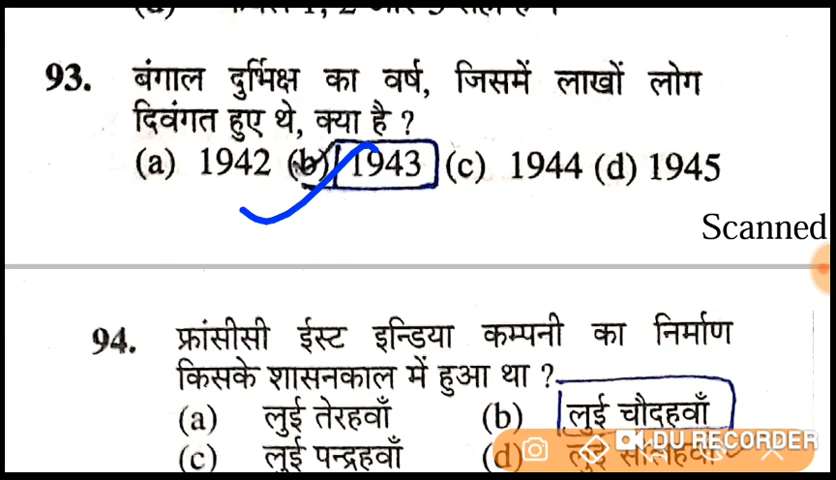 93. बंगाल दुर्भिक्ष का वर्ष, जिसमें लाखों लोग
दिवंगत हुए थे, क्या है ?
(a) 1942 (b) 1943 (c) 1944 (d) 1945
Scanned
94. फ्रांसीसी ईस्ट इन्डिया कम्पनी का निर्माण
किसके शासनकाल में हुआ था ?
(a) लुई तेरहवाँ (b) लुई चौदहवाँ
(c) लुई पन्द्रहवाँ (d) लुई
DU RECORDER